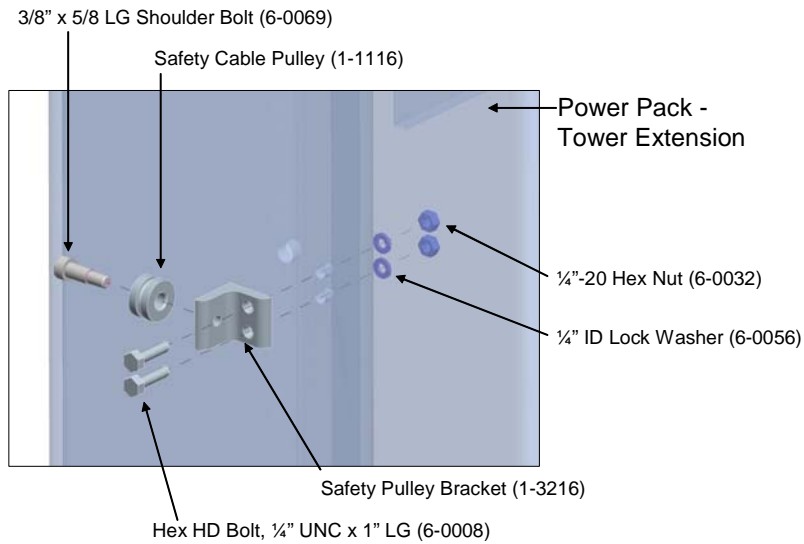 3/8” x 5/8 LG Shoulder Bolt (6-0069)
Safety Cable Pulley (1-1116)
Power Pack -
Tower Extension
¼”-20 Hex Nut (6-0032)
¼” ID Lock Washer (6-0056)
Safety Pulley Bracket (1-3216)
Hex HD Bolt, ¼” UNC x 1” LG (6-0008)